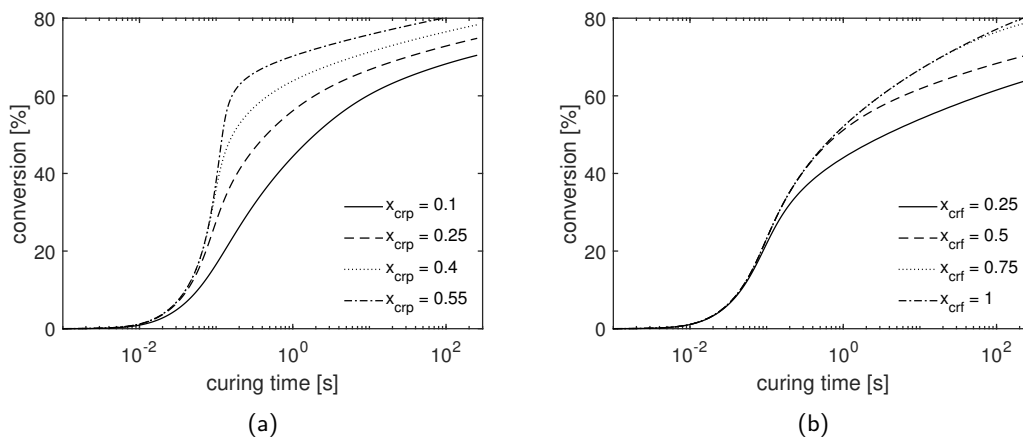 80
60
40
20
0
conversion [%]
10^-2
10^0
10^2
curing time [s]
x_crp = 0.1
x_crp = 0.25
x_crp = 0.4
x_crp = 0.55
(a)
80
60
40
20
0
conversion [%]
10^-2
10^0
10^2
curing time [s]
x_crf = 0.25
x_crf = 0.5
x_crf = 0.75
x_crf = 1
(b)